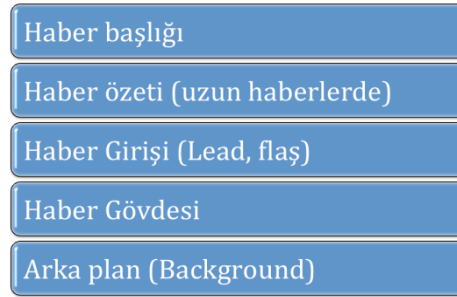 Haber başlığı
Haber özeti (uzun haberlerde)
Haber Girişi (Lead, flaş)
Haber Gövdesi
Arka plan (Background)